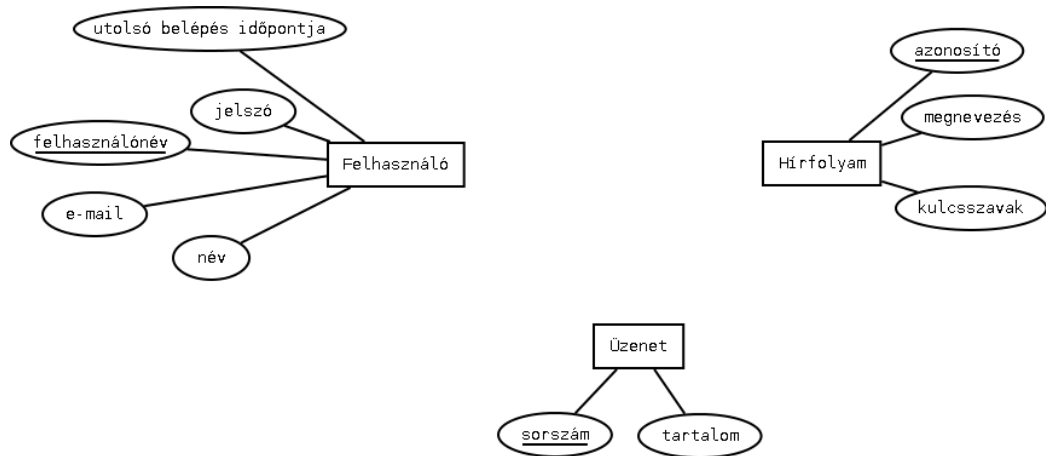 utolsó belépés időpontja
jelszó
felhasználónév
Felhasználó
e-mail
név
azonosító
megnevezés
Hírfolyam
kulcsszavak
Üzenet
sorszám
tartalom